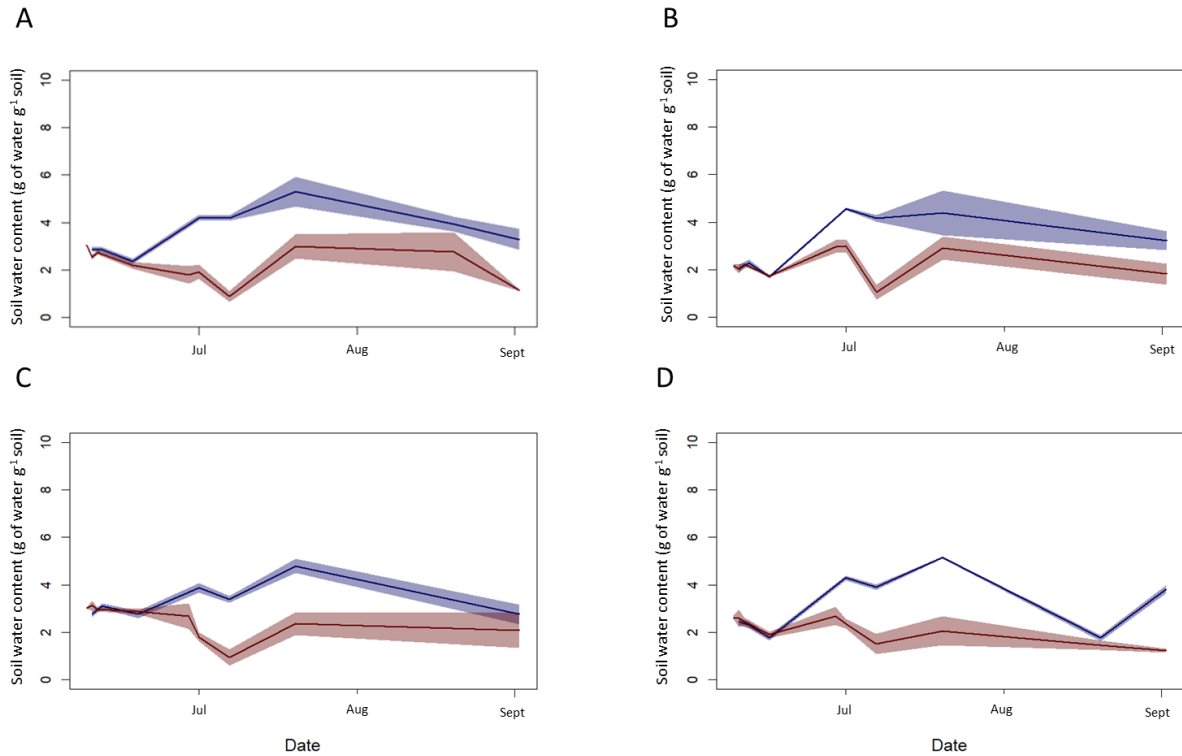 A
Soil water content (g of water g⁻¹ soil)
10
8
6
4
2
0
Jul
Aug
Sept
B
Soil water content (g of water g⁻¹ soil)
10
8
6
4
2
0
Jul
Aug
Sept
C
Soil water content (g of water g⁻¹ soil)
10
8
6
4
2
0
Jul
Aug
Sept
Date
D
Soil water content (g of water g⁻¹ soil)
10
8
6
4
2
0
Jul
Aug
Sept
Date